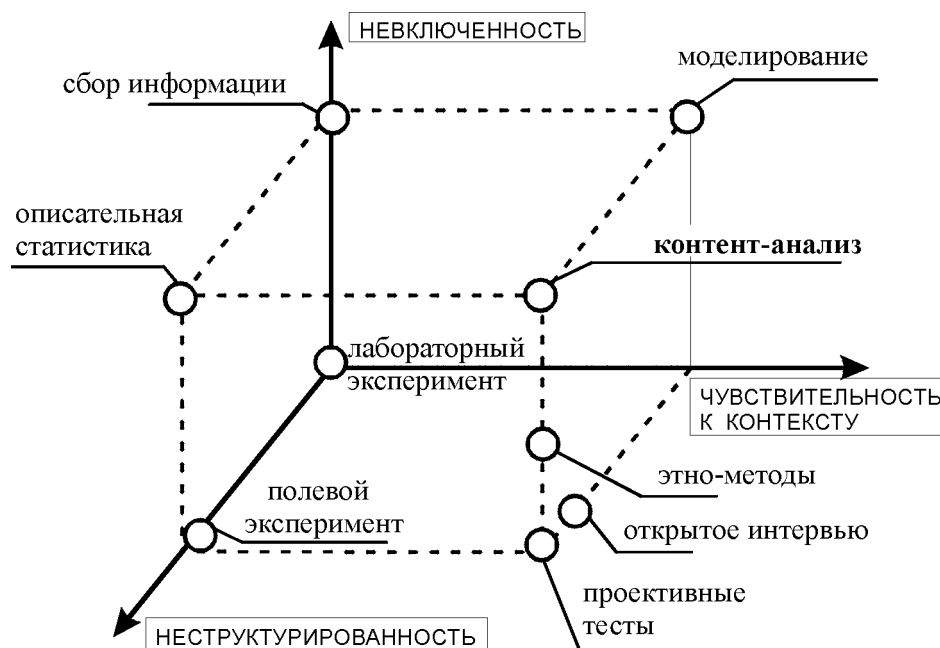 НЕВКЛЮЧЕННОСТЬ
моделирование
сбор информации
описательная
статистика
контент-анализ
лабораторный
эксперимент
ЧУВСТВИТЕЛЬНОСТЬ
К КОНТЕКСТУ
этно-методы
полевой
эксперимент
открытое интервью
проективные
тесты
НЕСТРУКТУРИРОВАННОСТЬ